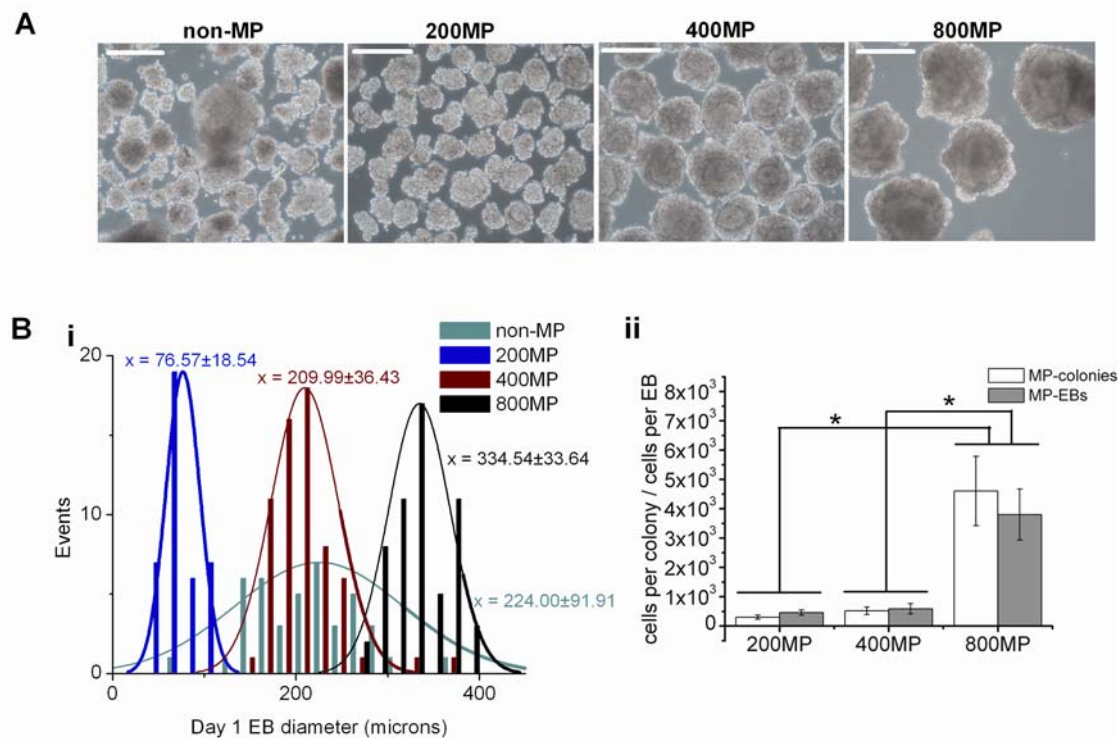 A
non-MP 200MP 400MP 800MP
B
i
non-MP
200MP
400MP
800MP
x = 76.57±18.54
x = 209.99±36.43
x = 334.54±33.64
x = 224.00±91.91
Events
20
10
0
0 200 400
Day 1 EB diameter (microns)
ii
MP-colonies
MP-EBs
cells per colony / cells per EB
8x10³
7x10³
6x10³
5x10³
4x10³
3x10³
2x10³
1x10³
0
* *
200MP 400MP 800MP